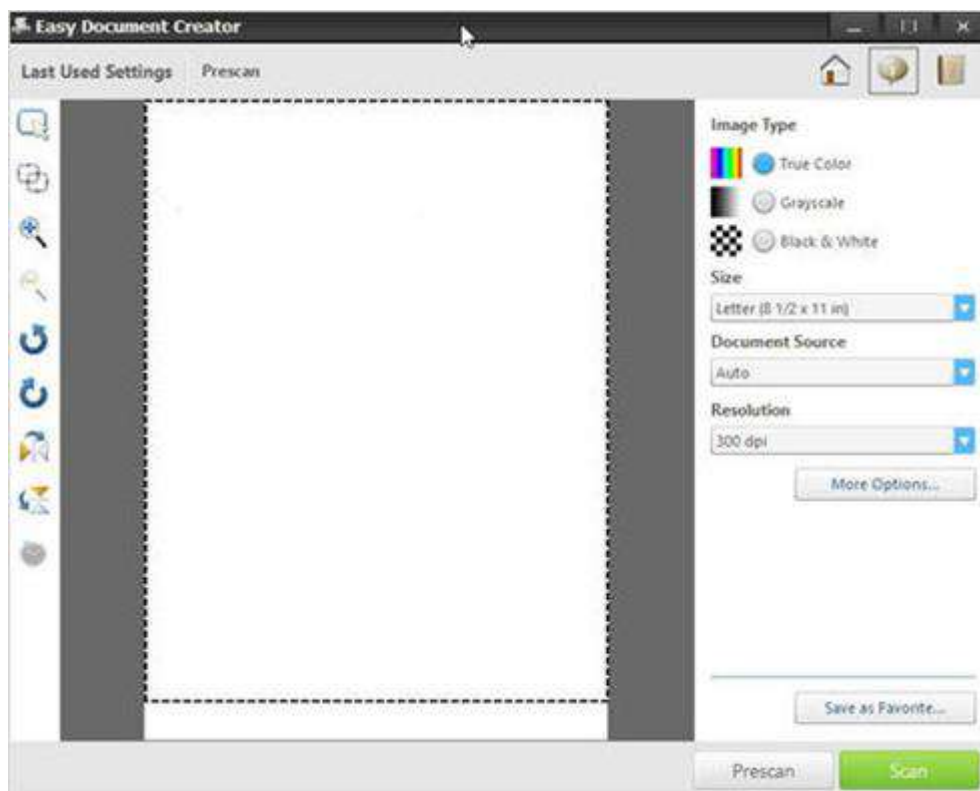 Easy Document Creator
Last Used Settings Prescan
Image Type
True Color
Grayscale
Black & White
Size
Letter (8 1/2 x 11 in)
Document Source
Auto
Resolution
300 dpi
More Options...
Save as Favorite...
Prescan Scan